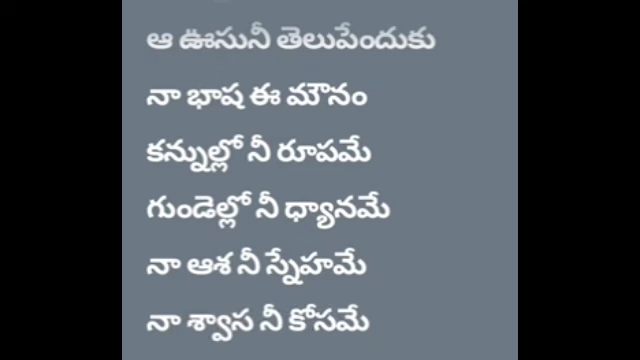 ఆ ఊసునీ తెలుపేందుకు
నా భాష ఈ మౌనం
కన్నుల్లో నీ రూపమే
గుండెల్లో నీ ధ్యానమే
నా ఆశ నీ స్నేహమే
నా శ్వాస నీ కోసమే